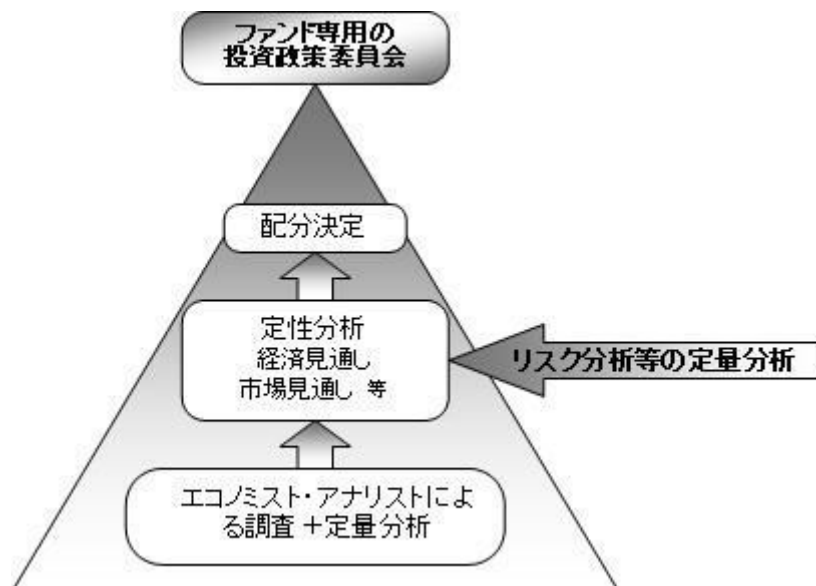 ファンド専用の
投資政策委員会
配分決定
定性分析
経済見通し
市場見通し 等
リスク分析等の定量分析
エコノミスト・アナリストによ
る調査＋定量分析